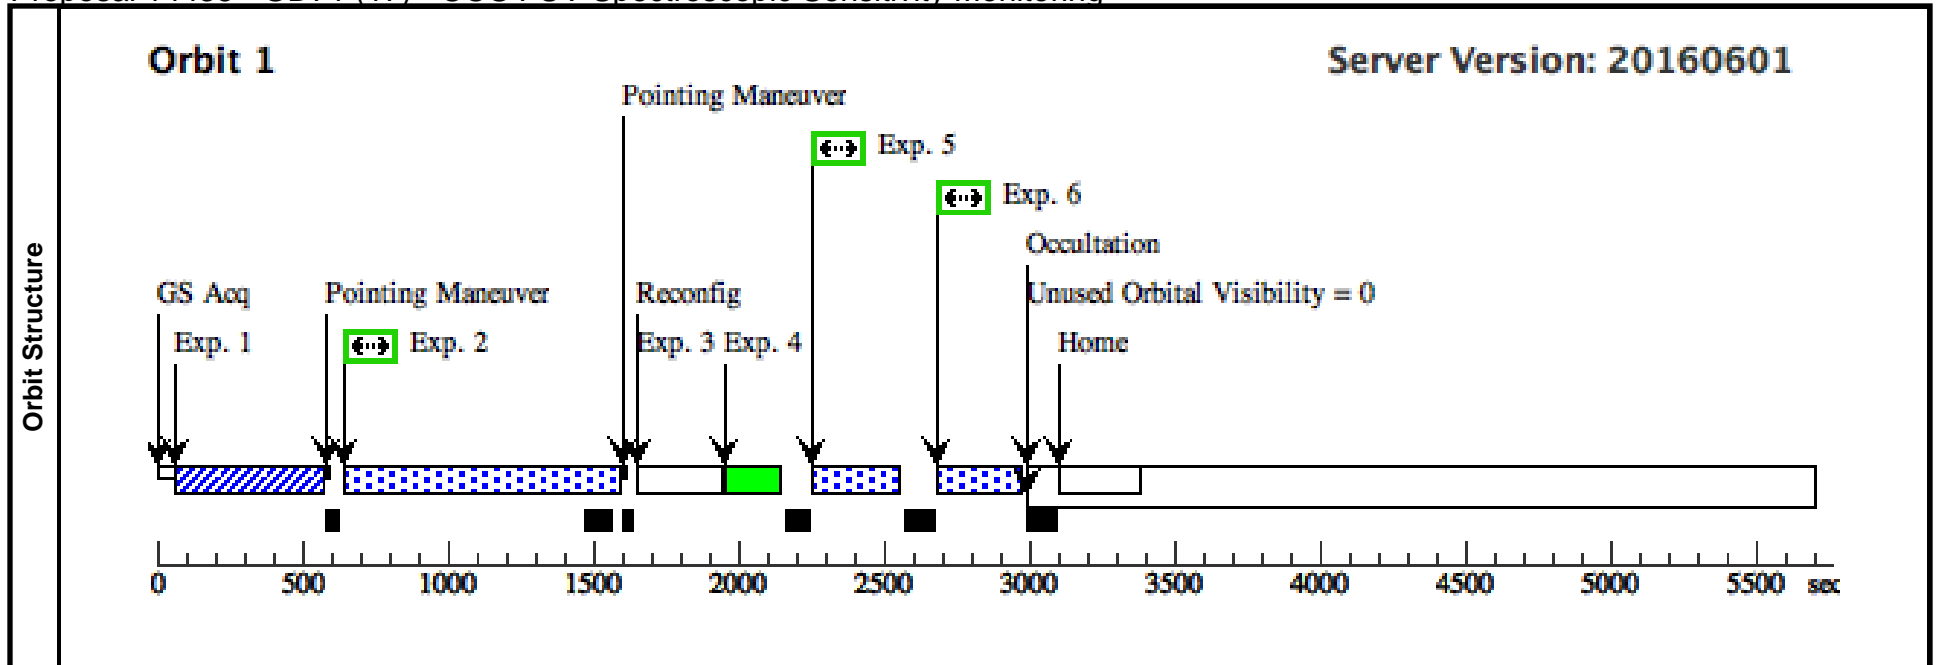 Orbit Structure
Orbit 1
Server Version: 20160601
Pointing Maneuver
Exp. 5
Exp. 6
Occultation
GS Acq
Pointing Maneuver
Reconfig
Unused Orbital Visibility = 0
Exp. 1
Exp. 2
Exp. 3
Exp. 4
Home
0 500 1000 1500 2000 2500 3000 3500 4000 4500 5000 5500 sec